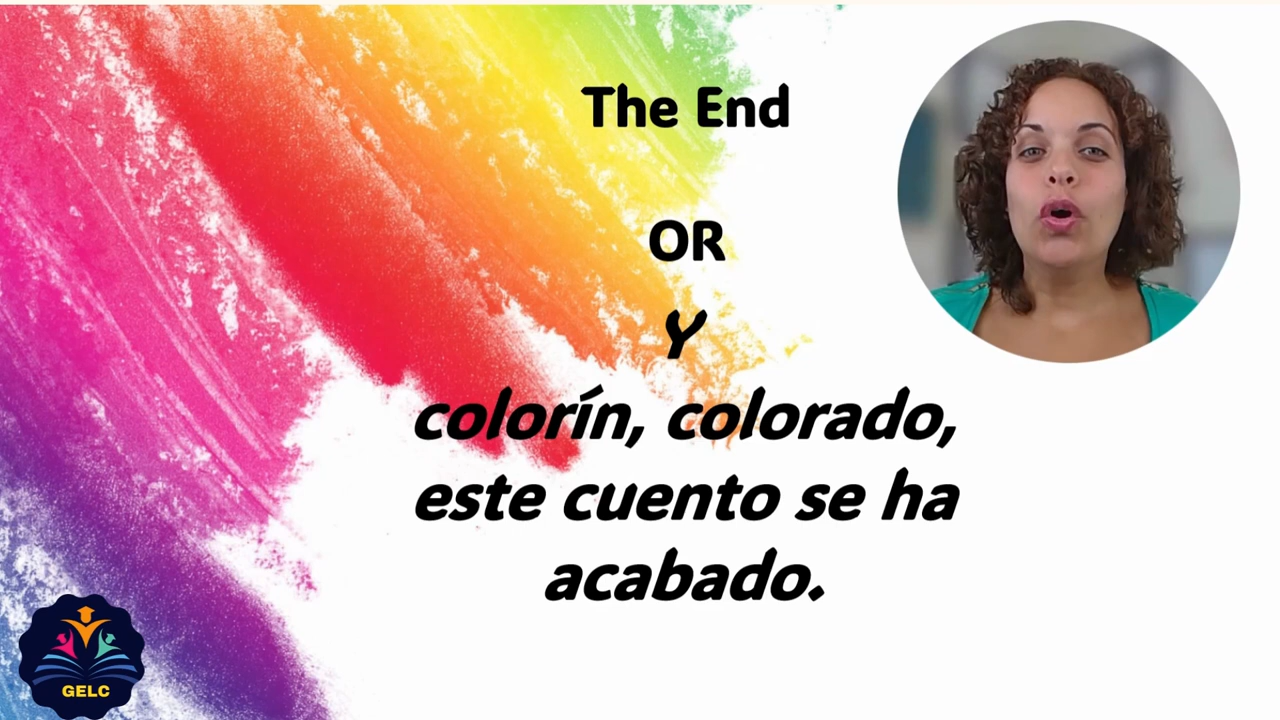 The End
OR
Y
colorín, colorado,
este cuento se ha
acabado.
GELC